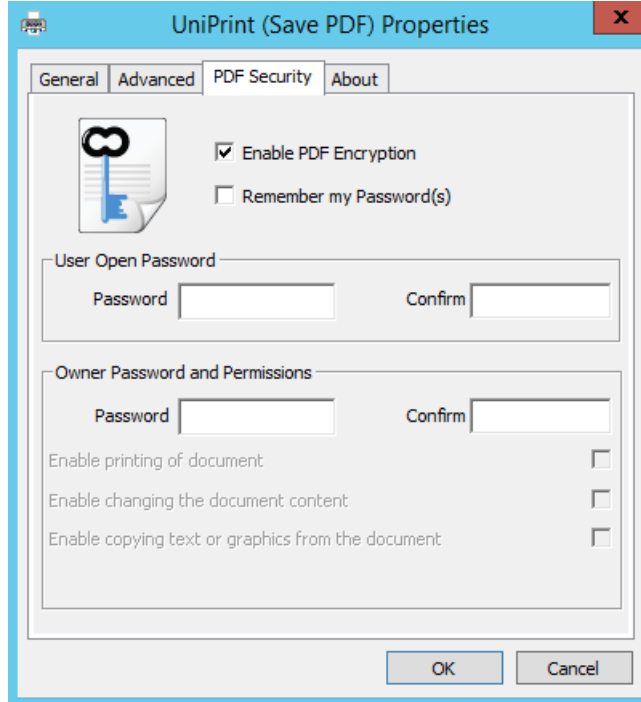 UniPrint (Save PDF) Properties
x
General Advanced PDF Security About
Enable PDF Encryption
Remember my Password(s)
User Open Password
Password Confirm
Owner Password and Permissions
Password Confirm
Enable printing of document
Enable changing the document content
Enable copying text or graphics from the document
OK Cancel